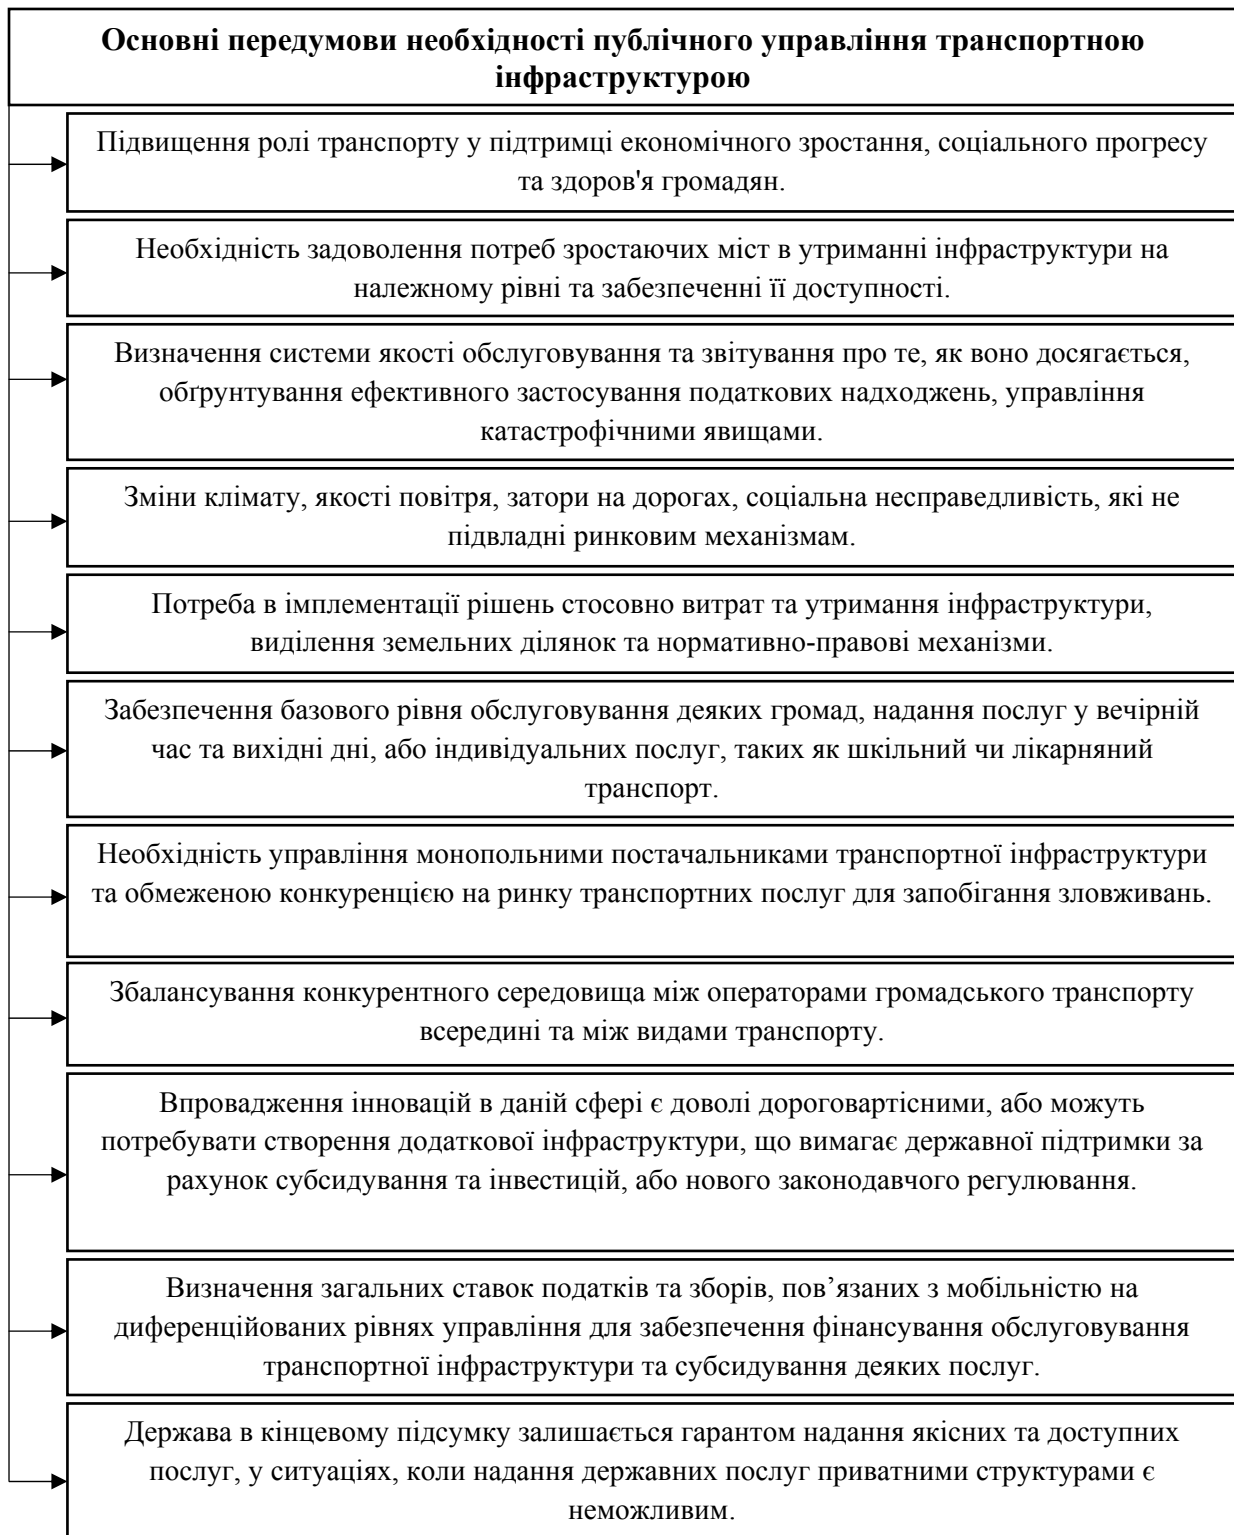 Основні передумови необхідності публічного управління транспортною
інфраструктурою
Підвищення ролі транспорту у підтримці економічного зростання, соціального прогресу
та здоров'я громадян.
Необхідність задоволення потреб зростаючих міст в утриманні інфраструктури на
належному рівні та забезпеченні її доступності.
Визначення системи якості обслуговування та звітування про те, як воно досягається,
обґрунтування ефективного застосування податкових надходжень, управління
катастрофічними явищами.
Зміни клімату, якості повітря, затори на дорогах, соціальна несправедливість, які не
підвладні ринковим механізмам.
Потреба в імплементації рішень стосовно витрат та утримання інфраструктури,
виділення земельних ділянок та нормативно-правові механізми.
Забезпечення базового рівня обслуговування деяких громад, надання послуг у вечірній
час та вихідні дні, або індивідуальних послуг, таких як шкільний чи лікарняний
транспорт.
Необхідність управління монопольними постачальниками транспортної інфраструктури
та обмеженою конкуренцією на ринку транспортних послуг для запобігання зловживань.
Збалансування конкурентного середовища між операторами громадського транспорту
всередині та між видами транспорту.
Впровадження інновацій в даній сфері є доволі дороговартісними, або можуть
потребувати створення додаткової інфраструктури, що вимагає державної підтримки за
рахунок субсидування та інвестицій, або нового законодавчого регулювання.
Визначення загальних ставок податків та зборів, пов’язаних з мобільністю на
диференційованих рівнях управління для забезпечення фінансування обслуговування
транспортної інфраструктури та субсидування деяких послуг.
Держава в кінцевому підсумку залишається гарантом надання якісних та доступних
послуг, у ситуаціях, коли надання державних послуг приватними структурами є
неможливим.